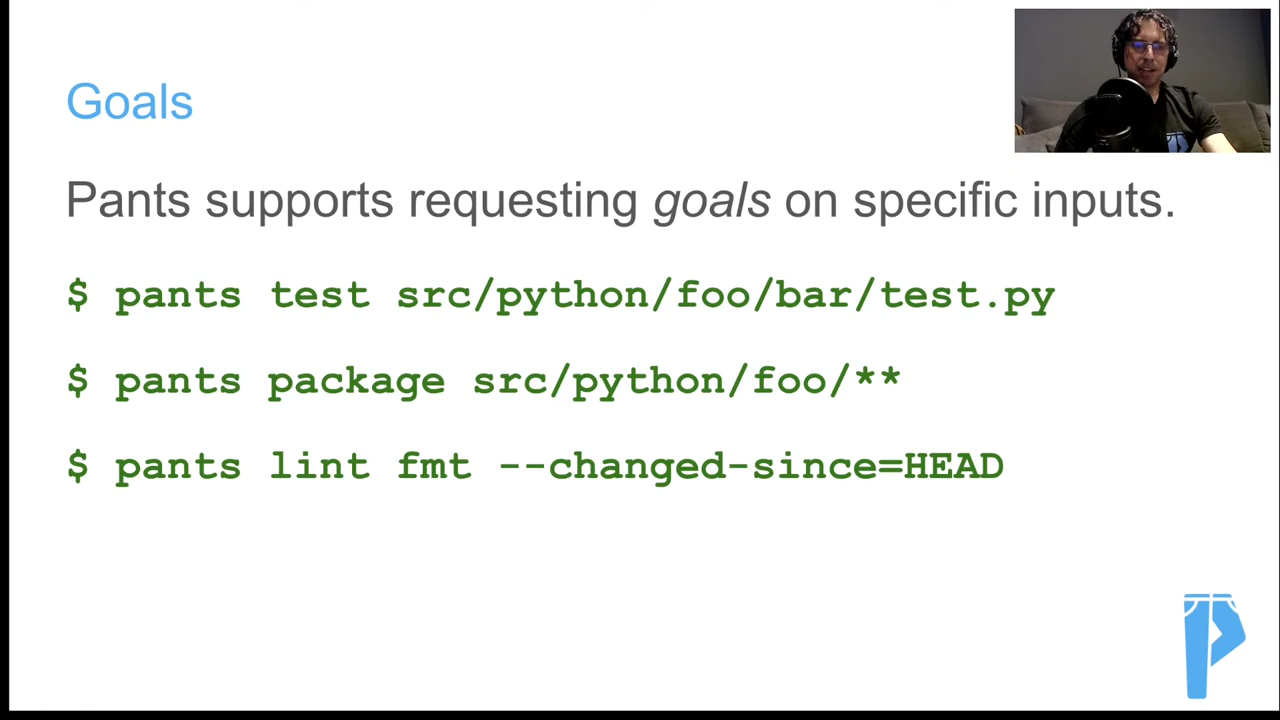 Goals
Pants supports requesting goals on specific inputs.
$ pants test src/python/foo/bar/test.py
$ pants package src/python/foo/**
$ pants lint fmt --changed-since=HEAD